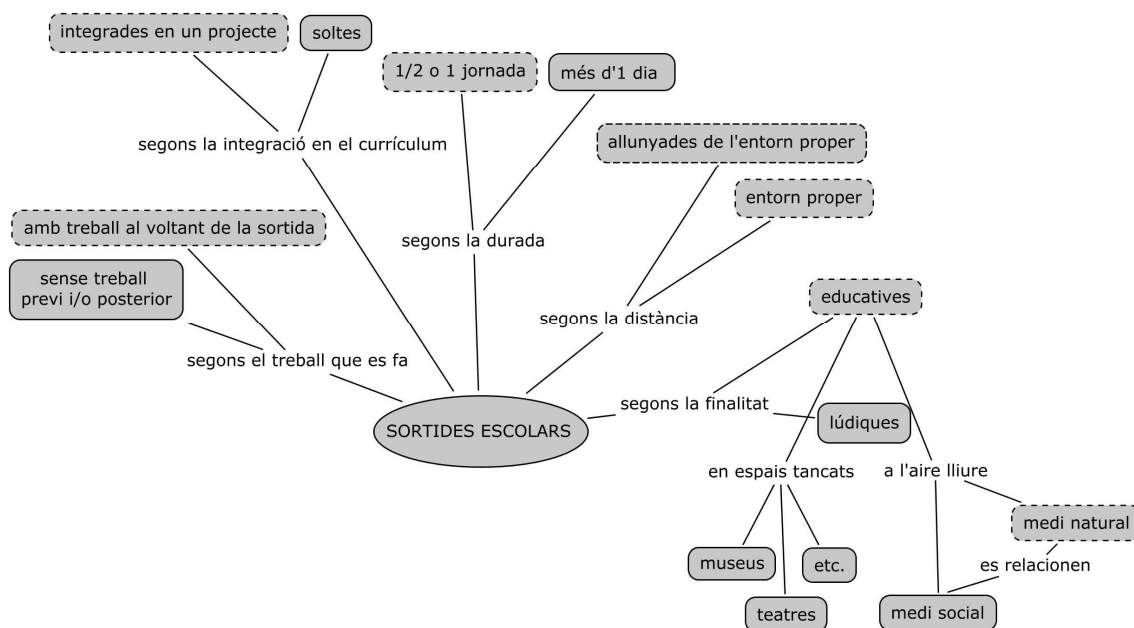 integrades en un projecte
soltes
1/2 o 1 jornada
més d'1 dia
segons la integració en el currículum
allunyades de l'entorn proper
entorn proper
amb treball al voltant de la sortida
segons la durada
sense treball
previ i/o posterior
educatives
segons la distància
segons el treball que es fa
segons la finalitat
SORTIDES ESCOLARS
lúdiques
en espais tancats
a l'aire lliure
medi natural
museus
etc.
es relacionen
teatres
medi social